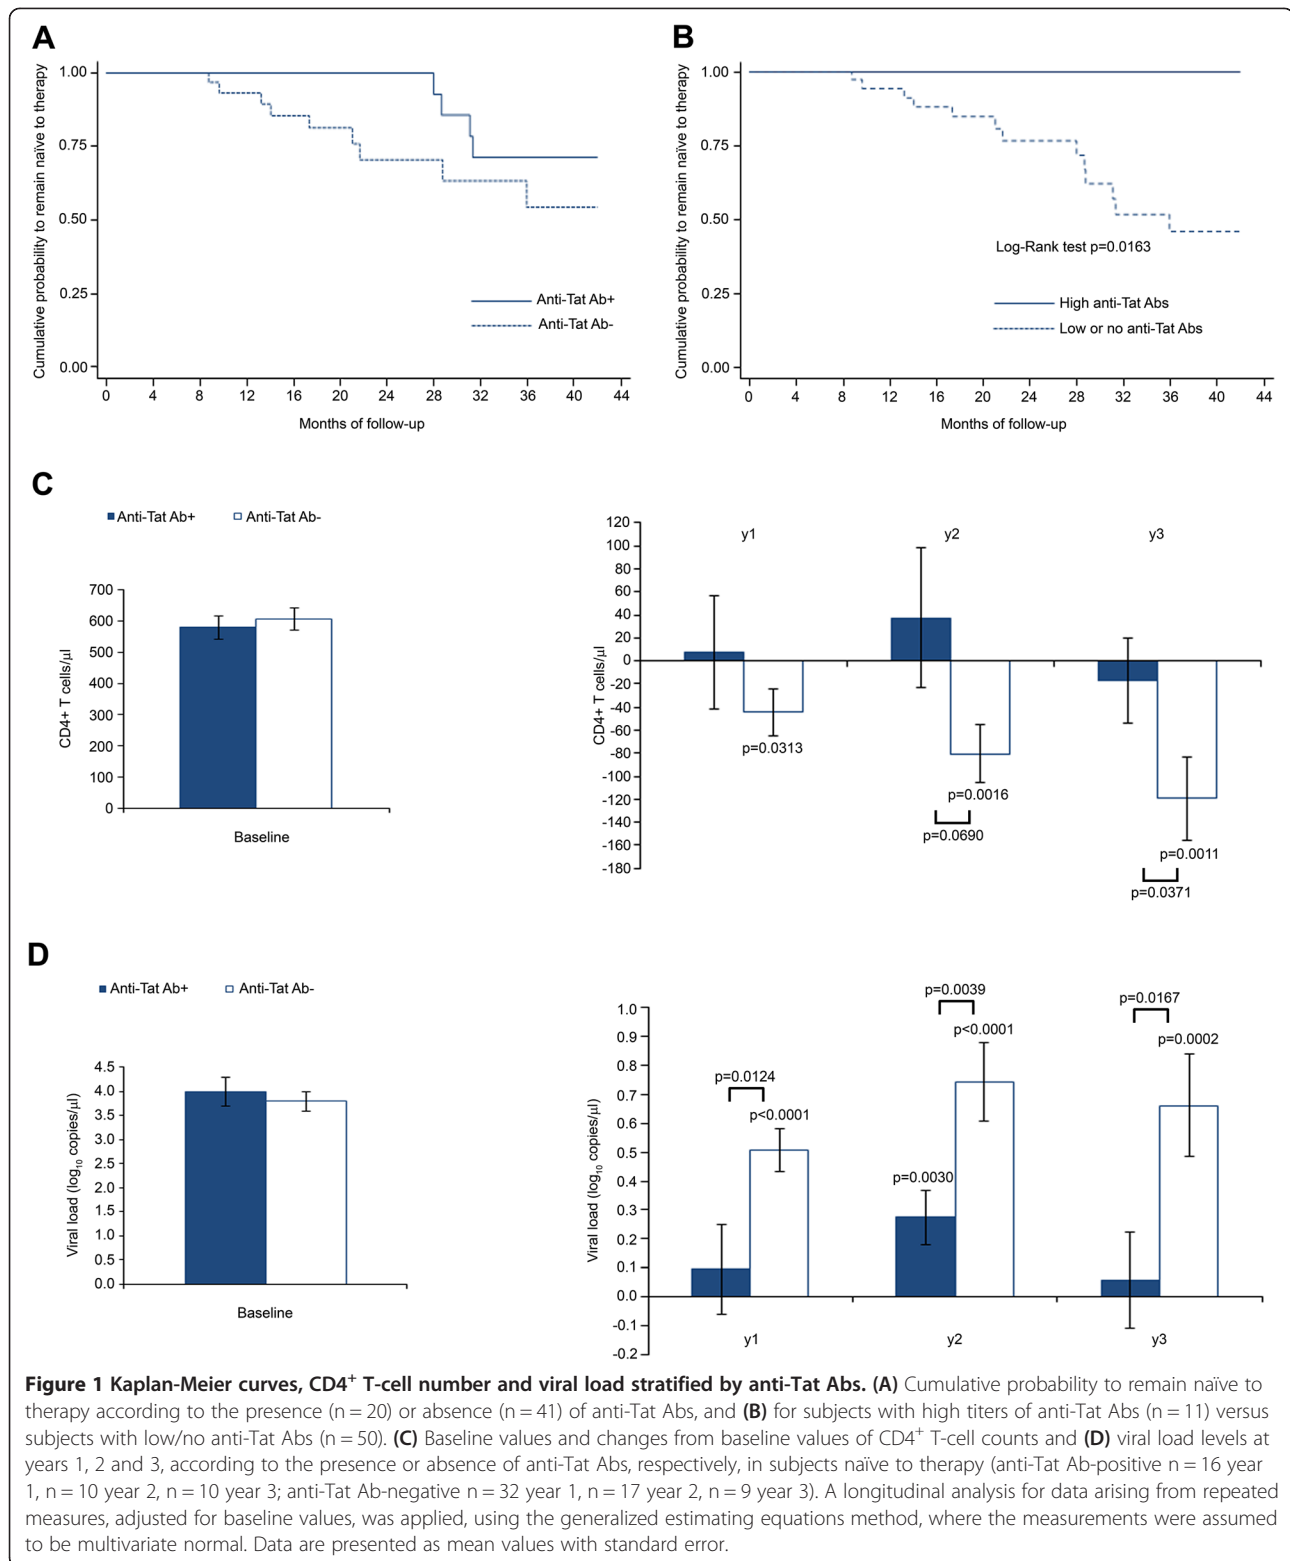 A
Cumulative probability to remain naïve to therapy
1.00
0.75
0.50
0.25
0.00
Anti-Tat Ab+
Anti-Tat Ab-
0 4 8 12 16 20 24 28 32 36 40 44
Months of follow-up
B
Cumulative probability to remain naïve to therapy
1.00
0.75
0.50
0.25
0.00
Log-Rank test p=0.0163
High anti-Tat Abs
Low or no anti-Tat Abs
0 4 8 12 16 20 24 28 32 36 40 44
Months of follow-up
C
Anti-Tat Ab+ Anti-Tat Ab-
CD4+ T cells/µl
700
600
500
400
300
200
100
0
Baseline
CD4+ T cells/µl
120
100
80
60
40
20
0
-20
-40
-60
-80
-100
-120
-140
-160
-180
y1 y2 y3
p=0.0313
p=0.0016
p=0.0690
p=0.0011
p=0.0371
D
Anti-Tat Ab+ Anti-Tat Ab-
Viral load (log10 copies/µl)
4.5
4.0
3.5
3.0
2.5
2.0
1.5
1.0
0.5
0.0
Baseline
Viral load (log10 copies/µl)
1.0
0.9
0.8
0.7
0.6
0.5
0.4
0.3
0.2
0.1
0.0
-0.1
-0.2
p=0.0124
p<0.0001
p=0.0039
p<0.0001
p=0.0030
p=0.0167
p=0.0002
y1 y2 y3
Figure 1 Kaplan-Meier curves, CD4+ T-cell number and viral load stratified by anti-Tat Abs. (A) Cumulative probability to remain naïve to
therapy according to the presence (n = 20) or absence (n = 41) of anti-Tat Abs, and (B) for subjects with high titers of anti-Tat Abs (n = 11) versus
subjects with low/no anti-Tat Abs (n = 50). (C) Baseline values and changes from baseline values of CD4+ T-cell counts and (D) viral load levels at
years 1, 2 and 3, according to the presence or absence of anti-Tat Abs, respectively, in subjects naïve to therapy (anti-Tat Ab-positive n = 16 year
1, n = 10 year 2, n = 10 year 3; anti-Tat Ab-negative n = 32 year 1, n = 17 year 2, n = 9 year 3). A longitudinal analysis for data arising from repeated
measures, adjusted for baseline values, was applied, using the generalized estimating equations method, where the measurements were assumed
to be multivariate normal. Data are presented as mean values with standard error.